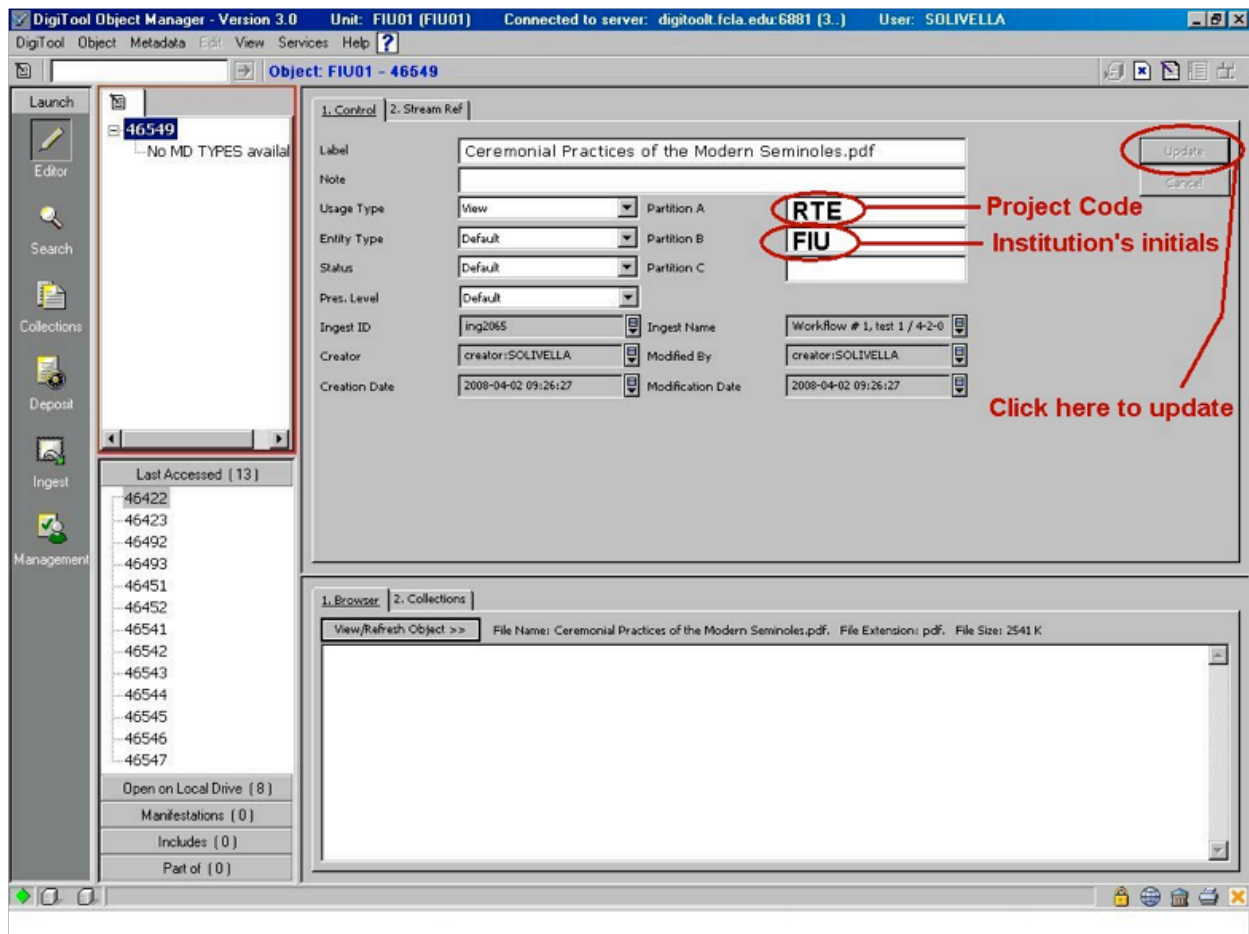 DigiTool Object Manager - Version 3.0 Unit: FIU01 (FIU01) Connected to server: digitoolt.fcla.edu:6881 (3..) User: SOLIVELLA
DigiTool Object Metadata Edit View Services Help ?
Object: FIU01 - 46549
Launch
Editor
Search
Collections
Deposit
Ingest
Management
46549
No MD TYPES availal
Last Accessed (13)
46422
46423
46492
46493
46451
46452
46541
46542
46543
46544
46545
46546
46547
Open on Local Drive (8)
Manifestations (0)
Includes (0)
Part of (0)
1. Control 2. Stream Ref
Label Ceremonial Practices of the Modern Seminoles.pdf Update
Note Cancel
Usage Type View Partition A RTE Project Code
Entity Type Default Partition B FIU Institution's initials
Status Default Partition C
Pres. Level Default
Ingest ID ing2065 Ingest Name Workflow # 1, test 1 / 4-2-0
Creator creator:SOLIVELLA Modified By creator:SOLIVELLA
Creation Date 2008-04-02 09:26:27 Modification Date 2008-04-02 09:26:27
Click here to update
1. Browser 2. Collections
View/Refresh Object >> File Name: Ceremonial Practices of the Modern Seminoles.pdf, File Extension: pdf, File Size: 2541 K